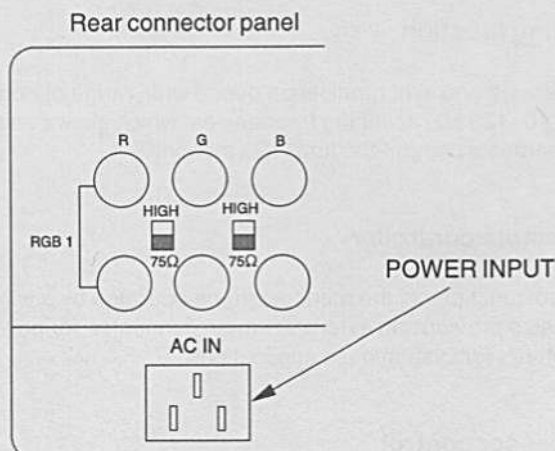 Rear connector panel
R G B
HIGH HIGH
RGB 1
75Ω 75Ω
POWER INPUT
AC IN